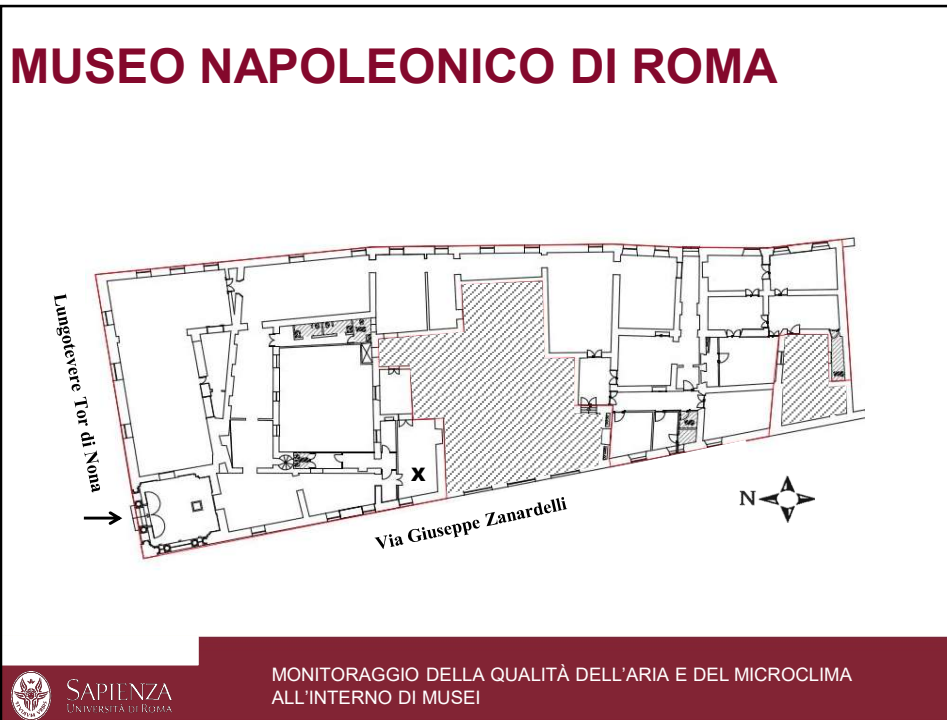 MUSEO NAPOLEONICO DI ROMA
Lungotevere Tor di Nona
x
Via Giuseppe Zanardelli
N
SAPIENZA
UNIVERSITÀ DI ROMA
MONITORAGGIO DELLA QUALITÀ DELL'ARIA E DEL MICROCLIMA
ALL'INTERNO DI MUSEI